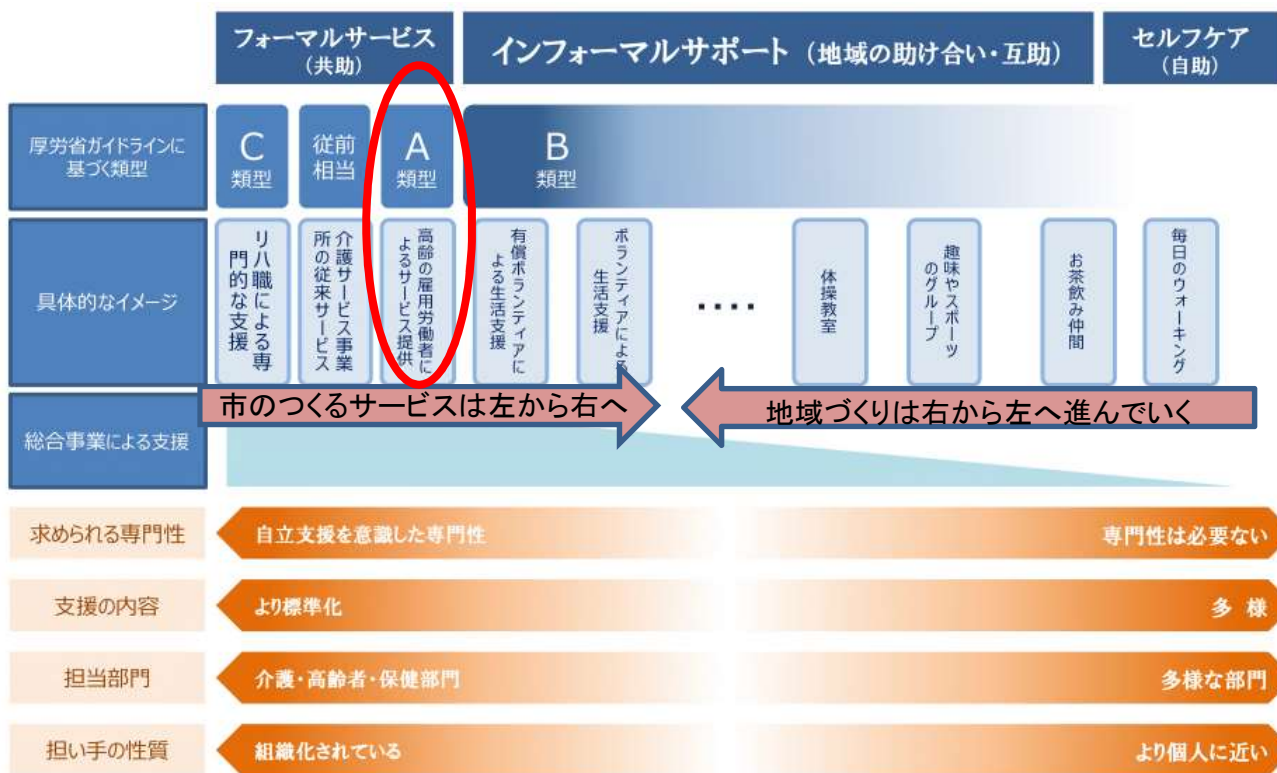 フォーマルサービス
(共助)
インフォーマルサポート（地域の助け合い・互助）
セルフケア
(自助)
厚労省ガイドラインに
基づく類型
C
類型
従前
相当
A
類型
B
類型
具体的なイメージ
リハ職による専
門的な支援
介護サービス事業
所の従来サービス
高齢の雇用労働者に
よるサービス提供
有償ボランティアに
よる生活支援
ボランティアによる
生活支援
・・・・
体操教室
趣味やスポーツ
のグループ
お茶飲み仲間
毎日のウォーキング
市のつくるサービスは左から右へ
地域づくりは右から左へ進んでいく
総合事業による支援
求められる専門性
自立支援を意識した専門性
専門性は必要ない
支援の内容
より標準化
多 様
担当部門
介護・高齢者・保健部門
多様な部門
担い手の性質
組織化されている
より個人に近い